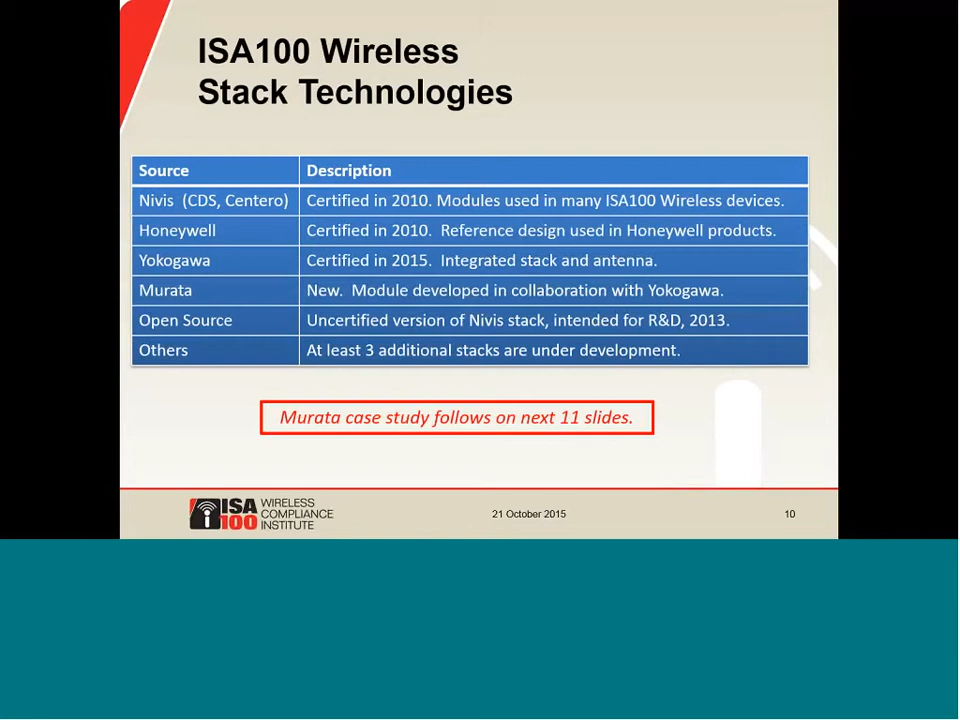 ISA100 Wireless
Stack Technologies
Source Description
Nivis (CDS, Centero) Certified in 2010. Modules used in many ISA100 Wireless devices.
Honeywell Certified in 2010. Reference design used in Honeywell products.
Yokogawa Certified in 2015. Integrated stack and antenna.
Murata New. Module developed in collaboration with Yokogawa.
Open Source Uncertified version of Nivis stack, intended for R&D, 2013.
Others At least 3 additional stacks are under development.
Murata case study follows on next 11 slides.
ISA
100
WIRELESS
COMPLIANCE
INSTITUTE
21 October 2015
10